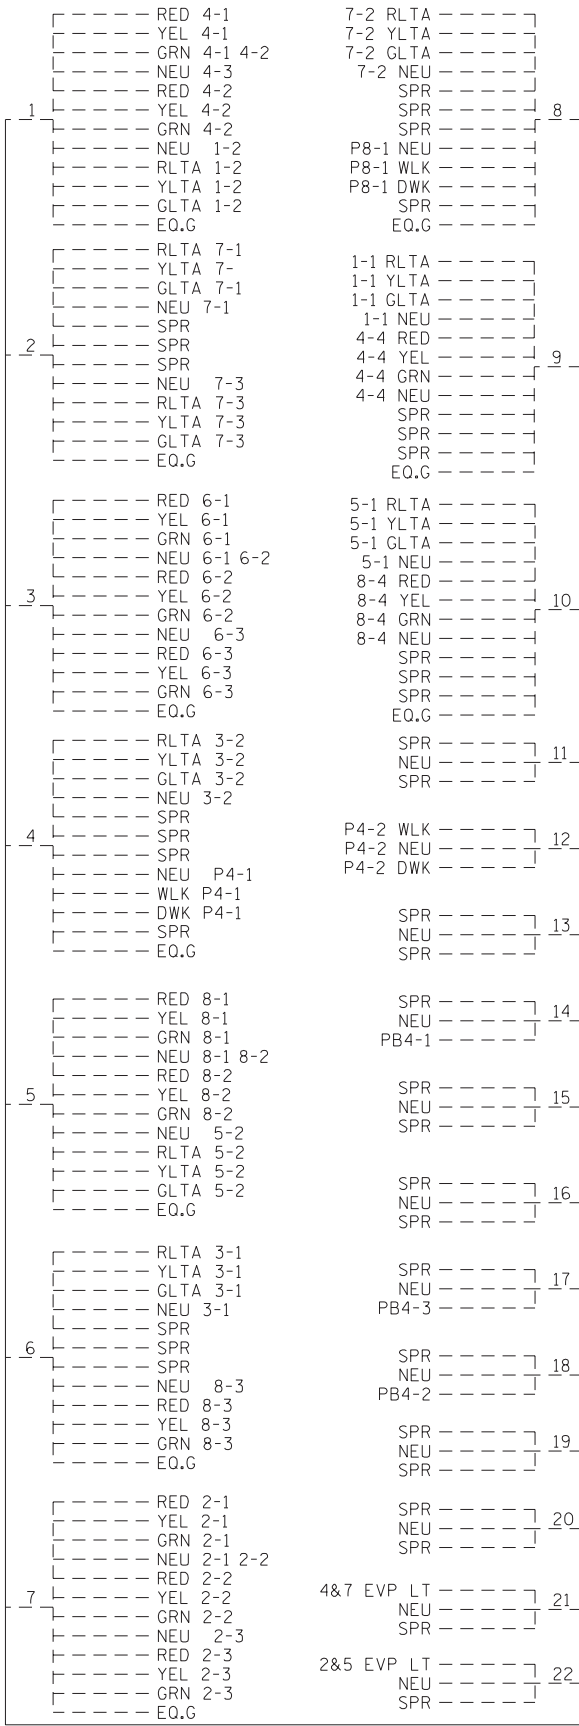 1
RED 4-1
YEL 4-1
GRN 4-1 4-2
NEU 4-3
RED 4-2
YEL 4-2
GRN 4-2
NEU 1-2
RLTA 1-2
YLTA 1-2
GLTA 1-2
EQ.G
2
RLTA 7-1
YLTA 7-
GLTA 7-1
NEU 7-1
SPR
SPR
SPR
NEU 7-3
RLTA 7-3
YLTA 7-3
GLTA 7-3
EQ.G
3
RED 6-1
YEL 6-1
GRN 6-1
NEU 6-1 6-2
RED 6-2
YEL 6-2
GRN 6-2
NEU 6-3
RED 6-3
YEL 6-3
GRN 6-3
EQ.G
4
RLTA 3-2
YLTA 3-2
GLTA 3-2
NEU 3-2
SPR
SPR
SPR
NEU P4-1
WLK P4-1
DWK P4-1
SPR
EQ.G
5
RED 8-1
YEL 8-1
GRN 8-1
NEU 8-1 8-2
RED 8-2
YEL 8-2
GRN 8-2
NEU 5-2
RLTA 5-2
YLTA 5-2
GLTA 5-2
EQ.G
6
RLTA 3-1
YLTA 3-1
GLTA 3-1
NEU 3-1
SPR
SPR
SPR
NEU 8-3
RED 8-3
YEL 8-3
GRN 8-3
EQ.G
7
RED 2-1
YEL 2-1
GRN 2-1
NEU 2-1 2-2
RED 2-2
YEL 2-2
GRN 2-2
NEU 2-3
RED 2-3
YEL 2-3
GRN 2-3
EQ.G
7-2 RLTA
7-2 YLTA
7-2 GLTA
7-2 NEU
SPR
SPR
SPR
P8-1 NEU
P8-1 WLK
P8-1 DWK
SPR
EQ.G
8
1-1 RLTA
1-1 YLTA
1-1 GLTA
1-1 NEU
4-4 RED
4-4 YEL
4-4 GRN
4-4 NEU
SPR
SPR
SPR
EQ.G
9
5-1 RLTA
5-1 YLTA
5-1 GLTA
5-1 NEU
8-4 RED
8-4 YEL
8-4 GRN
8-4 NEU
SPR
SPR
SPR
EQ.G
10
SPR
NEU
SPR
11
P4-2 WLK
P4-2 NEU
P4-2 DWK
12
SPR
NEU
SPR
13
SPR
NEU
PB4-1
14
SPR
NEU
SPR
15
SPR
NEU
SPR
16
SPR
NEU
PB4-3
17
SPR
NEU
PB4-2
18
SPR
NEU
SPR
19
SPR
NEU
SPR
20
4&7 EVP LT
NEU
SPR
21
2&5 EVP LT
NEU
SPR
22